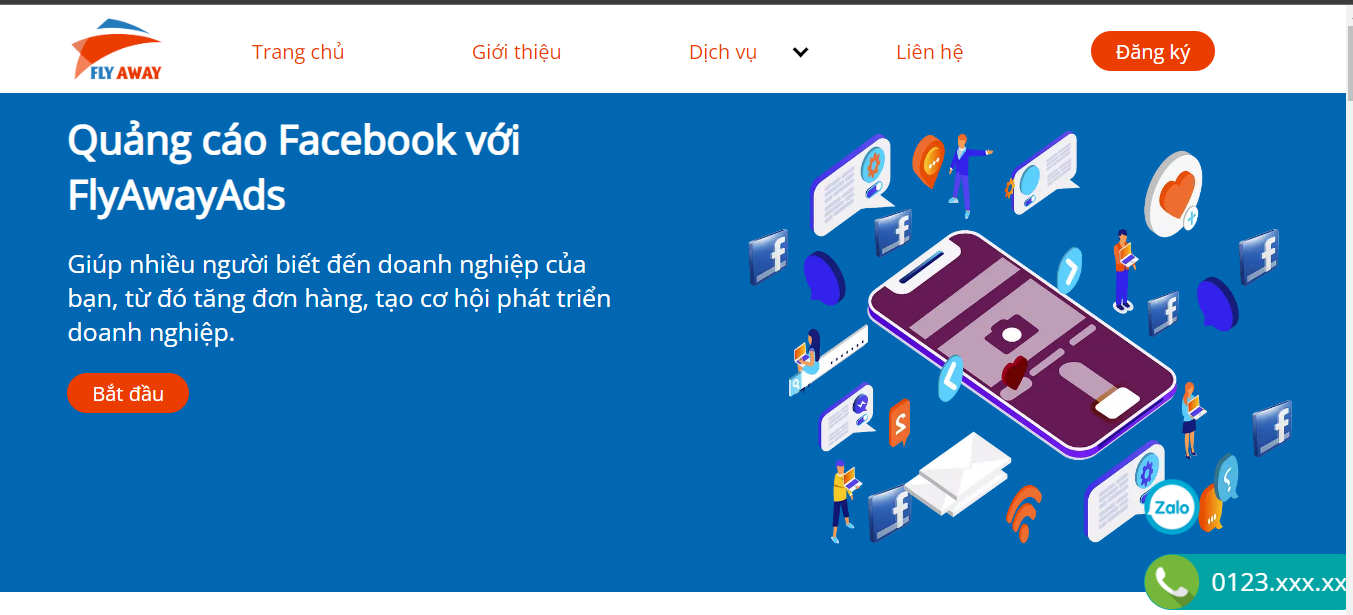 FLY AWAY
Trang chủ
Giới thiệu
Dịch vụ
Liên hệ
Đăng ký
Quảng cáo Facebook với
FlyAwayAds
Giúp nhiều người biết đến doanh nghiệp của
bạn, từ đó tăng đơn hàng, tạo cơ hội phát triển
doanh nghiệp.
Bắt đầu
f
f
f
f
f
f
Zalo
0123.xxx.xx